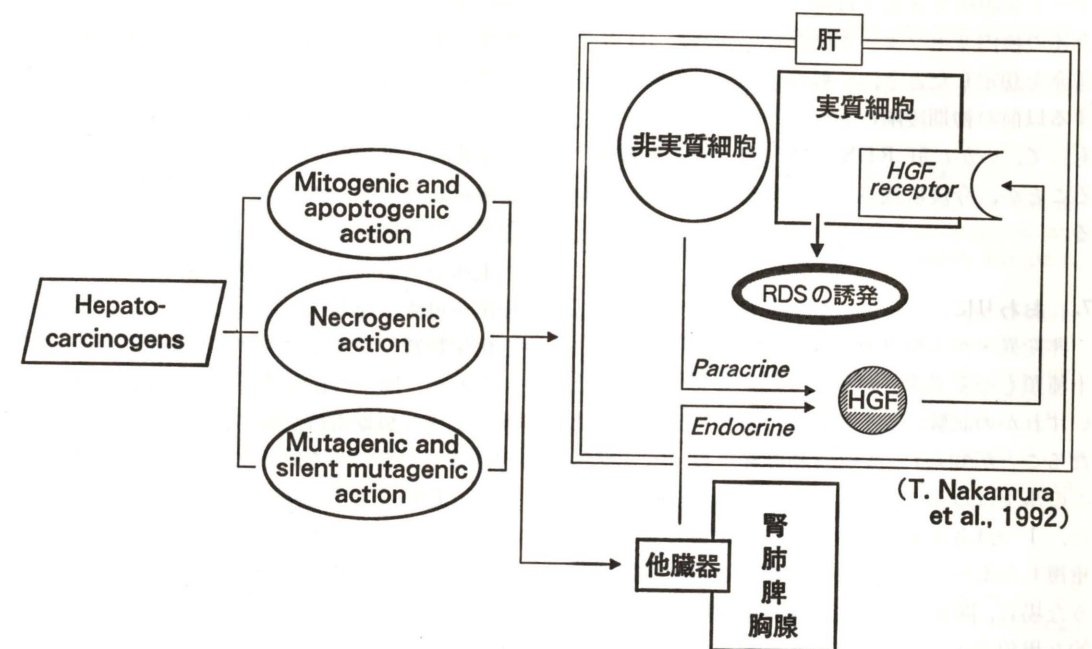 Hepato-
carcinogens
Mitogenic and
apoptogenic
action
Necrogenic
action
Mutagenic and
silent mutagenic
action
肝
非実質細胞
実質細胞
HGF
receptor
RDSの誘発
Paracrine
Endocrine
HGF
(T. Nakamura
et al., 1992)
他臓器
腎
肺
脾
胸腺